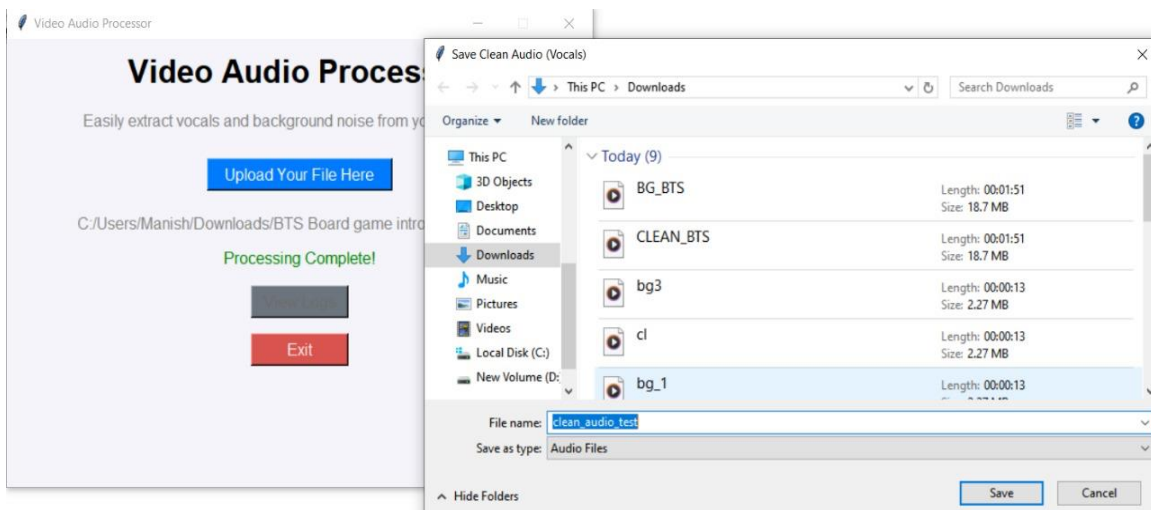 Video Audio Processor
Video Audio Proces
Easily extract vocals and background noise from yo
Upload Your File Here
C:/Users/Manish/Downloads/BTS Board game intro
Processing Complete!
View Logs
Exit
Save Clean Audio (Vocals)
This PC > Downloads
Search Downloads
Organize
New folder
This PC
3D Objects
Desktop
Documents
Downloads
Music
Pictures
Videos
Local Disk (C:)
New Volume (D:
Today (9)
BG_BTS
Length: 00:01:51
Size: 18.7 MB
CLEAN_BTS
Length: 00:01:51
Size: 18.7 MB
bg3
Length: 00:00:13
Size: 2.27 MB
cl
Length: 00:00:13
Size: 2.27 MB
bg_1
Length: 00:00:13
File name: clean_audio_test
Save as type: Audio Files
Hide Folders
Save
Cancel